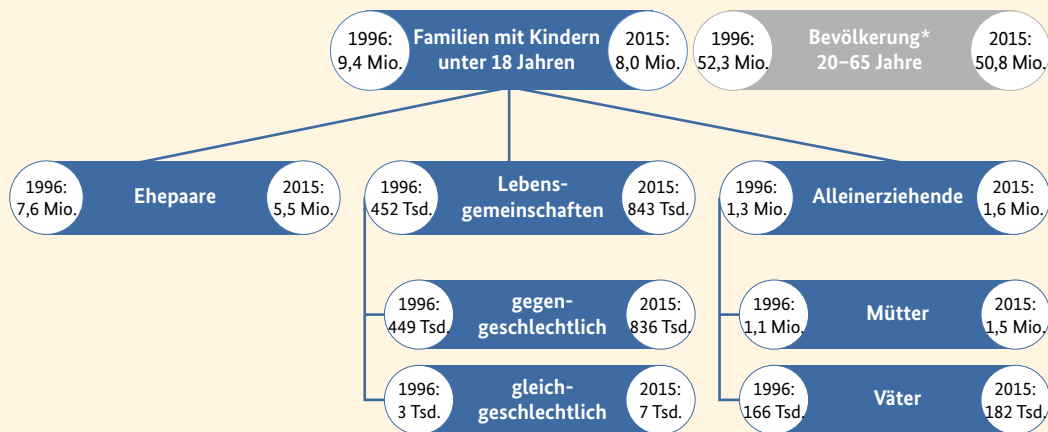 1996:
9,4 Mio.
Familien mit Kindern
unter 18 Jahren
2015:
8,0 Mio.
1996:
52,3 Mio.
Bevölkerung*
20–65 Jahre
2015:
50,8 Mio.
1996:
7,6 Mio.
Ehepaare
2015:
5,5 Mio.
1996:
452 Tsd.
Lebens-
gemeinschaften
2015:
843 Tsd.
1996:
1,3 Mio.
Alleinerziehende
2015:
1,6 Mio.
1996:
449 Tsd.
gegen-
geschlechtlich
2015:
836 Tsd.
1996:
1,1 Mio.
Mütter
2015:
1,5 Mio.
1996:
3 Tsd.
gleich-
geschlechtlich
2015:
7 Tsd.
1996:
166 Tsd.
Väter
2015:
182 Tsd.